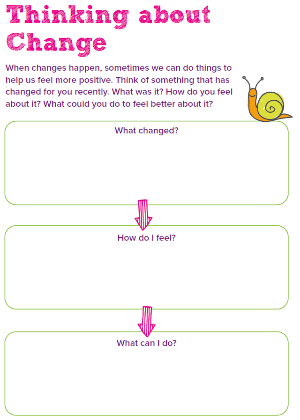 Thinking about
Change
When changes happen, sometimes we can do things to
help us feel more positive. Think of something that has
changed for you recently. What was it? How do you feel
about it? What could you do to feel better about it?
What changed?
How do I feel?
What can I do?